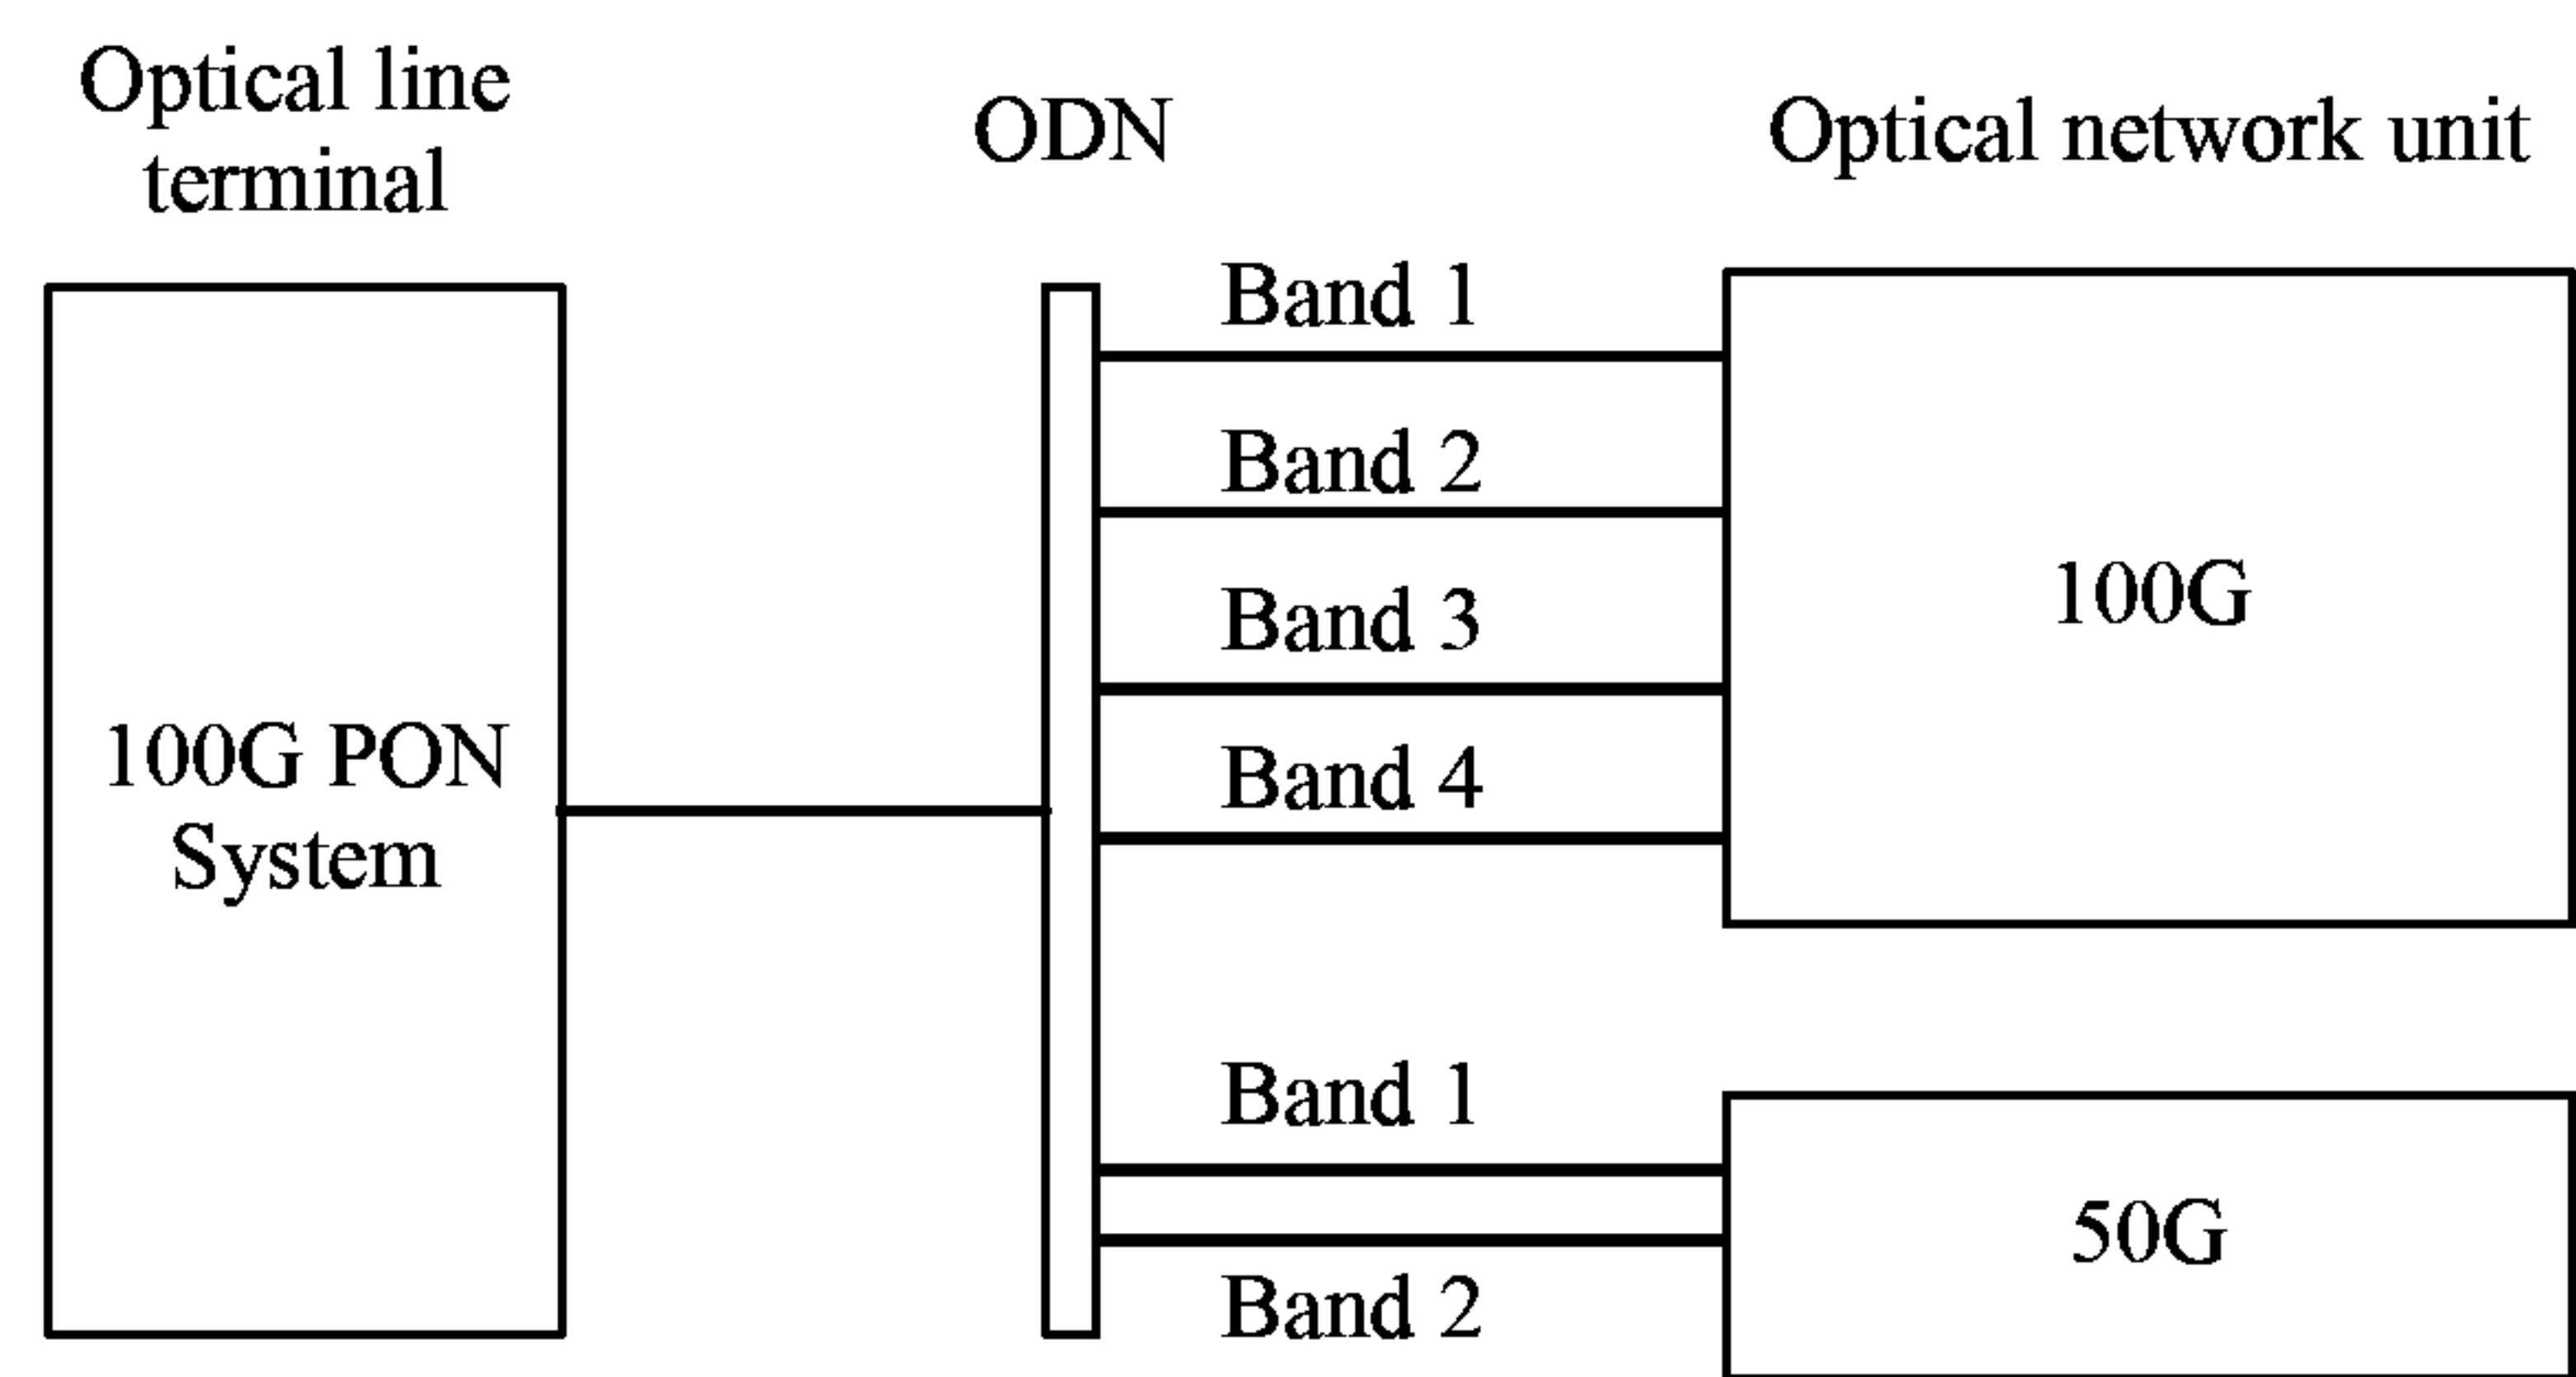 Optical line
terminal
ODN
Optical network unit
Band 1
Band 2
Band 3
Band 4
100G
100G PON
System
Band 1
Band 2
50G